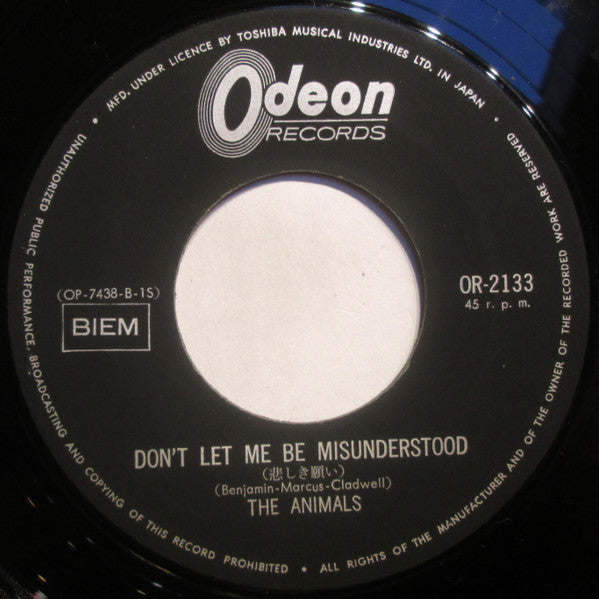 • MFD. UNDER LICENCE BY TOSHIBA MUSICAL INDUSTRIES LTD. IN JAPAN •
Odeon
RECORDS
(OP-7438-B-1S)
BIEM
OR-2133
45 r. p. m.
DON'T LET ME BE MISUNDERSTOOD
(悲しき願い)
(Benjamin-Marcus-Cladwell)
THE ANIMALS
UNAUTHORIZED PUBLIC PERFORMANCE, BROADCASTING AND COPYING OF THIS RECORD PROHIBITED • ALL RIGHTS OF THE MANUFACTURER AND OF THE OWNER OF THE RECORDED WORK ARE RESERVED